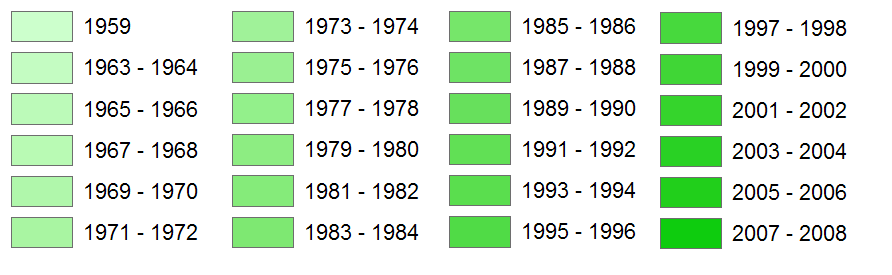 1959
1963 - 1964
1965 - 1966
1967 - 1968
1969 - 1970
1971 - 1972
1973 - 1974
1975 - 1976
1977 - 1978
1979 - 1980
1981 - 1982
1983 - 1984
1985 - 1986
1987 - 1988
1989 - 1990
1991 - 1992
1993 - 1994
1995 - 1996
1997 - 1998
1999 - 2000
2001 - 2002
2003 - 2004
2005 - 2006
2007 - 2008